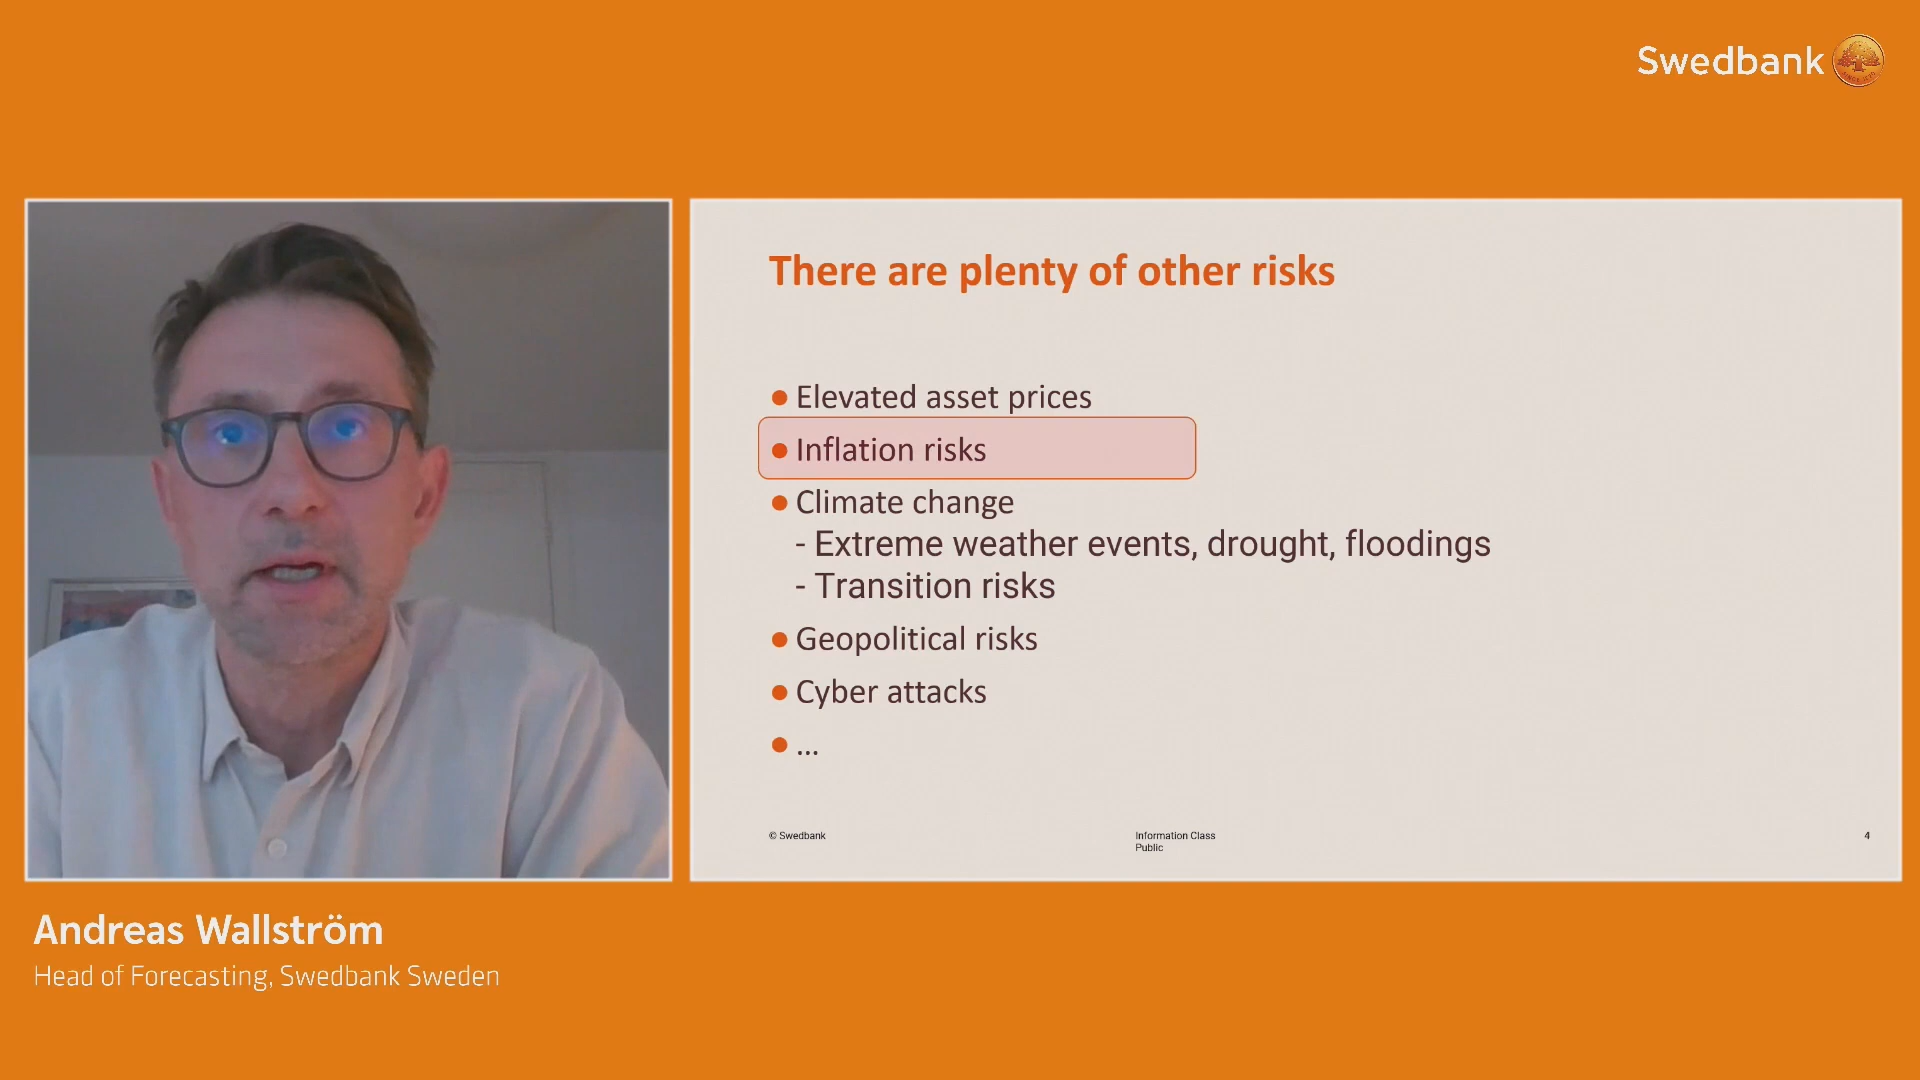 Swedbank
There are plenty of other risks
● Elevated asset prices
● Inflation risks
● Climate change
- Extreme weather events, drought, floodings
- Transition risks
● Geopolitical risks
● Cyber attacks
● ...
© Swedbank
Information Class
Public
4
Andreas Wallström
Head of Forecasting, Swedbank Sweden